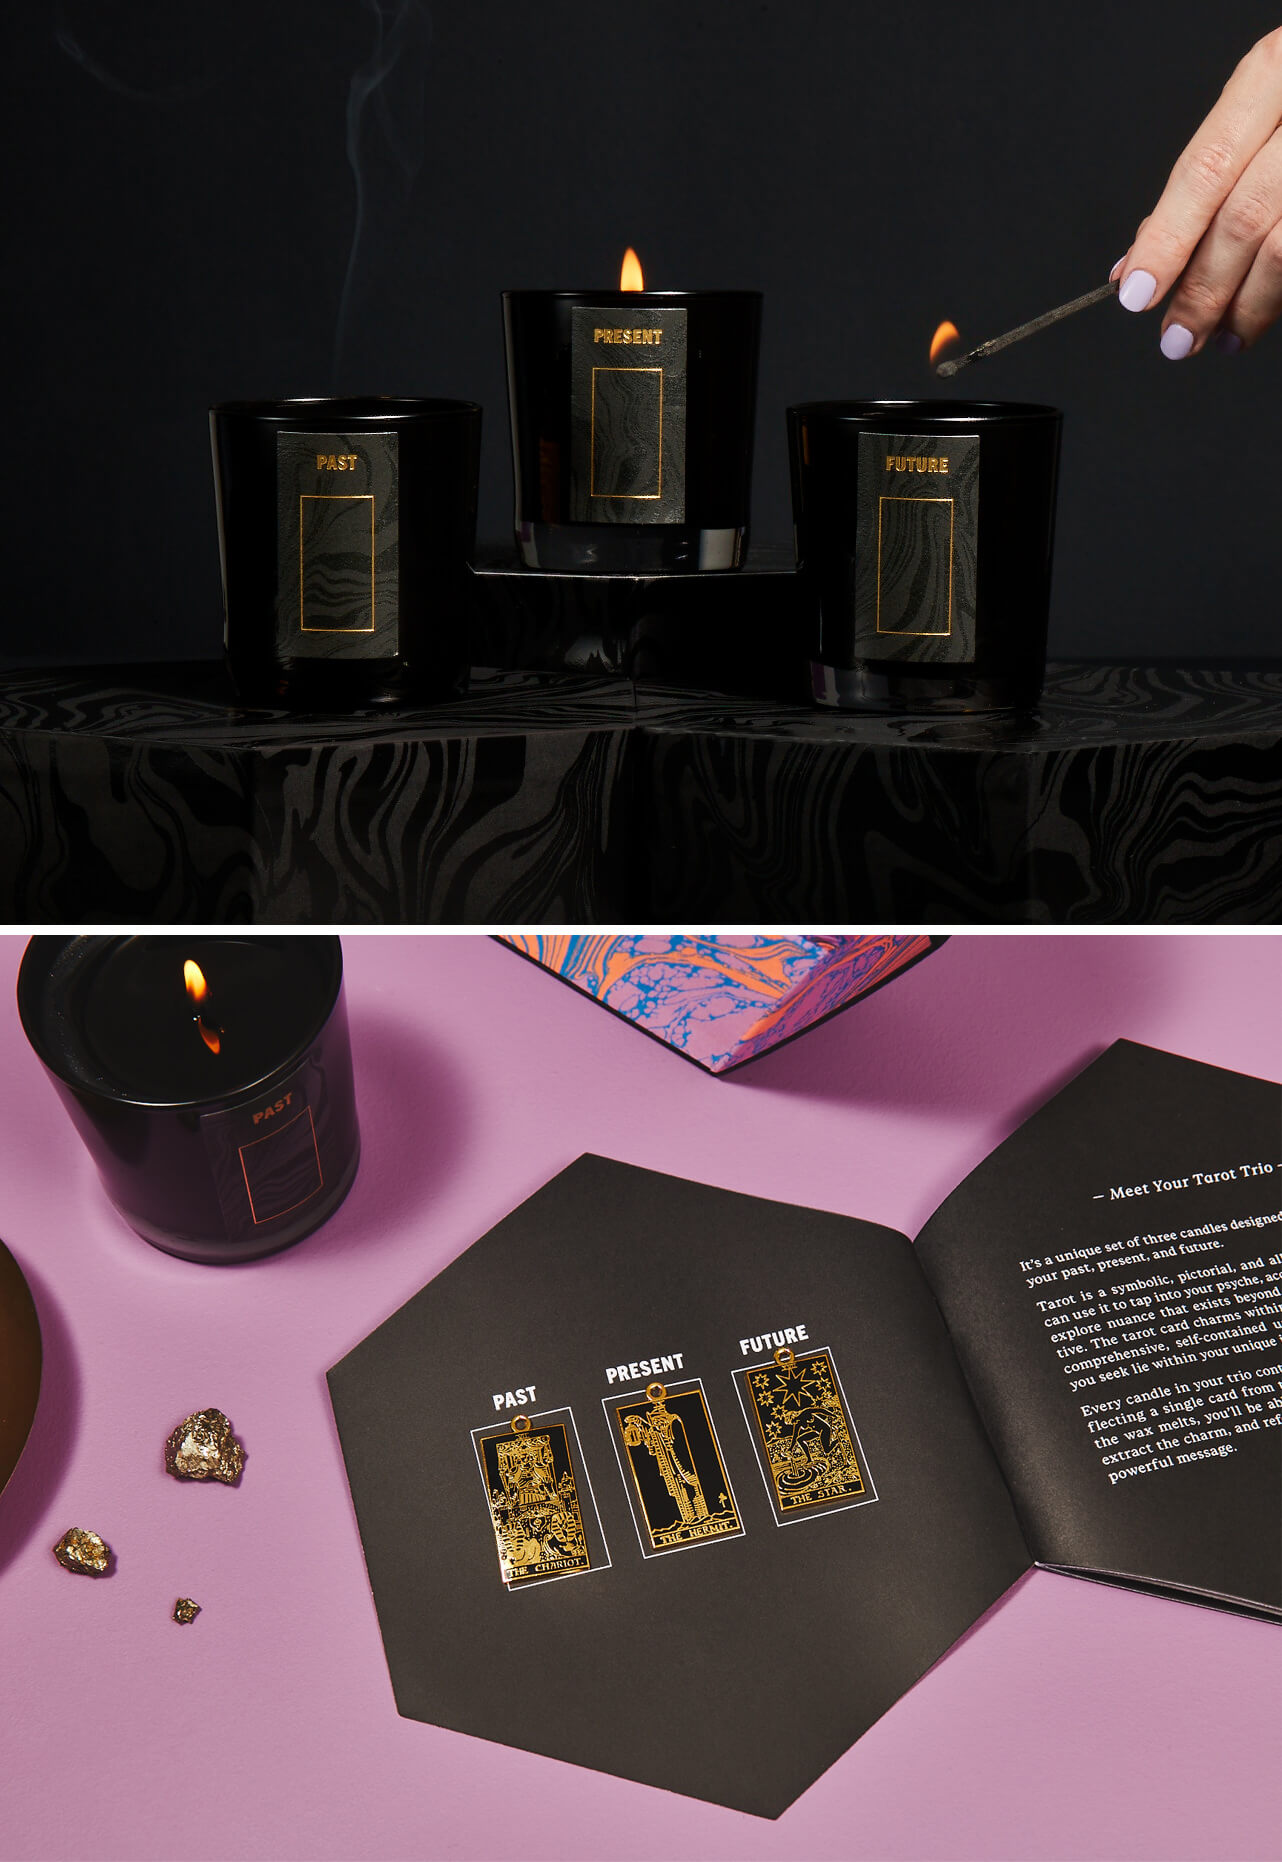 PRESENT
PAST
FUTURE
PAST
— Meet Your Tarot Trio —
It's a unique set of three candles designed
your past, present, and future.
Tarot is a symbolic, pictorial, and
can use it to tap into your psyche,
explore nuance that exists beyond
tive. The tarot card charms within
comprehensive, self-contained
you seek lie within your unique
Every candle in your trio
flecting a single card from
the wax melts, you'll be
extract the charm, and
powerful message.
PAST
PRESENT
FUTURE
THE CHARIOT.
THE HERMIT.
THE STAR.